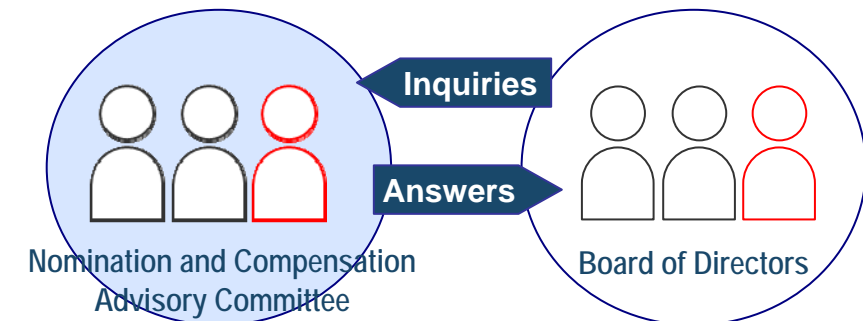 Inquiries
Answers
Nomination and Compensation
Advisory Committee
Board of Directors